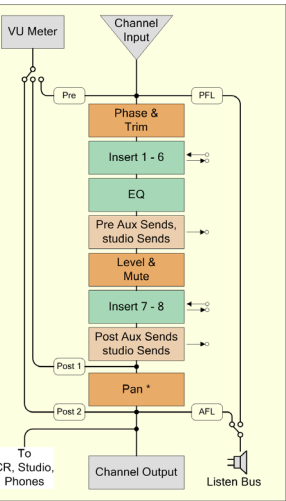 VU Meter
Channel
Input
Pre
PFL
Phase &
Trim
Insert 1 - 6
EQ
Pre Aux Sends,
studio Sends
Level &
Mute
Insert 7 - 8
Post Aux Sends
studio Sends
Post 1
Pan *
Post 2
AFL
To
CR, Studio,
Phones
Channel Output
Listen Bus